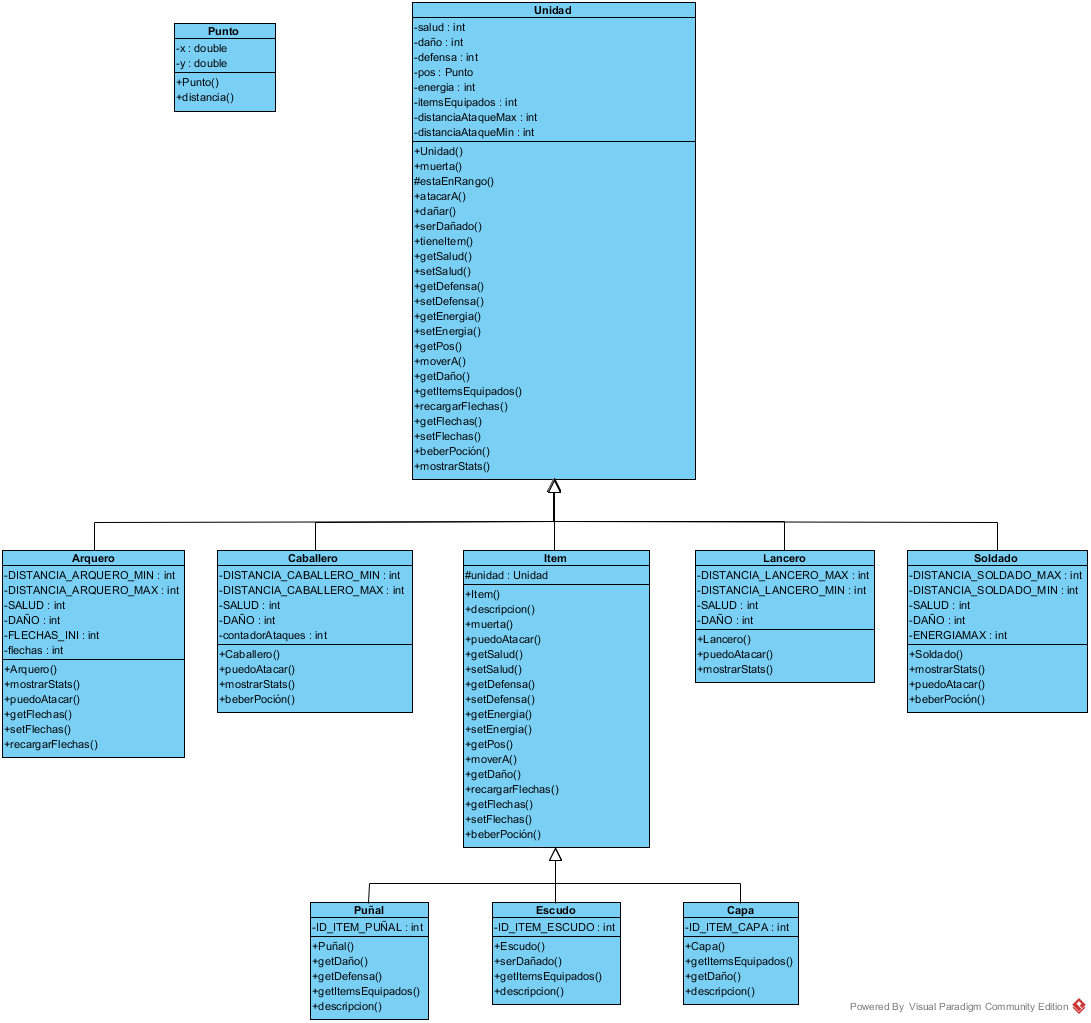 Punto
-x : double
-y : double
+Punto()
+distancia()
Unidad
-salud : int
-daño : int
-defensa : int
-pos : Punto
-energia : int
-itemsEquipados : int
-distanciaAtaqueMax : int
-distanciaAtaqueMin : int
+Unidad()
+muerta()
#estaEnRango()
+atacarA()
+dañar()
+serDañado()
+tieneItem()
+getSalud()
+setSalud()
+getDefensa()
+setDefensa()
+getEnergia()
+setEnergia()
+getPos()
+moverA()
+getDaño()
+getItemsEquipados()
+recargarFlechas()
+getFlechas()
+setFlechas()
+beberPoción()
+mostrarStats()
Arquero
-DISTANCIA_ARQUERO_MIN : int
-DISTANCIA_ARQUERO_MAX : int
-SALUD : int
-DAÑO : int
-FLECHAS_INI : int
-flechas : int
+Arquero()
+mostrarStats()
+puedoAtacar()
+getFlechas()
+setFlechas()
+recargarFlechas()
Caballero
-DISTANCIA_CABALLERO_MIN : int
-DISTANCIA_CABALLERO_MAX : int
-SALUD : int
-DAÑO : int
-contadorAtaques : int
+Caballero()
+puedoAtacar()
+mostrarStats()
+beberPoción()
Item
#unidad : Unidad
+Item()
+descripcion()
+muerta()
+puedoAtacar()
+getSalud()
+setSalud()
+getDefensa()
+setDefensa()
+getEnergia()
+setEnergia()
+getPos()
+moverA()
+getDaño()
+recargarFlechas()
+getFlechas()
+setFlechas()
+beberPoción()
Lancero
-DISTANCIA_LANCERO_MAX : int
-DISTANCIA_LANCERO_MIN : int
-SALUD : int
-DAÑO : int
+Lancero()
+puedoAtacar()
+mostrarStats()
Soldado
-DISTANCIA_SOLDADO_MAX : int
-DISTANCIA_SOLDADO_MIN : int
-SALUD : int
-DAÑO : int
-ENERGIAMAX : int
+Soldado()
+mostrarStats()
+puedoAtacar()
+beberPoción()
Puñal
-ID_ITEM_PUÑAL : int
+Puñal()
+getDaño()
+getDefensa()
+getItemsEquipados()
+descripcion()
Escudo
-ID_ITEM_ESCUDO : int
+Escudo()
+serDañado()
+getItemsEquipados()
+descripcion()
Capa
-ID_ITEM_CAPA : int
+Capa()
+getItemsEquipados()
+getDaño()
+descripcion()
Powered By Visual Paradigm Community Edition